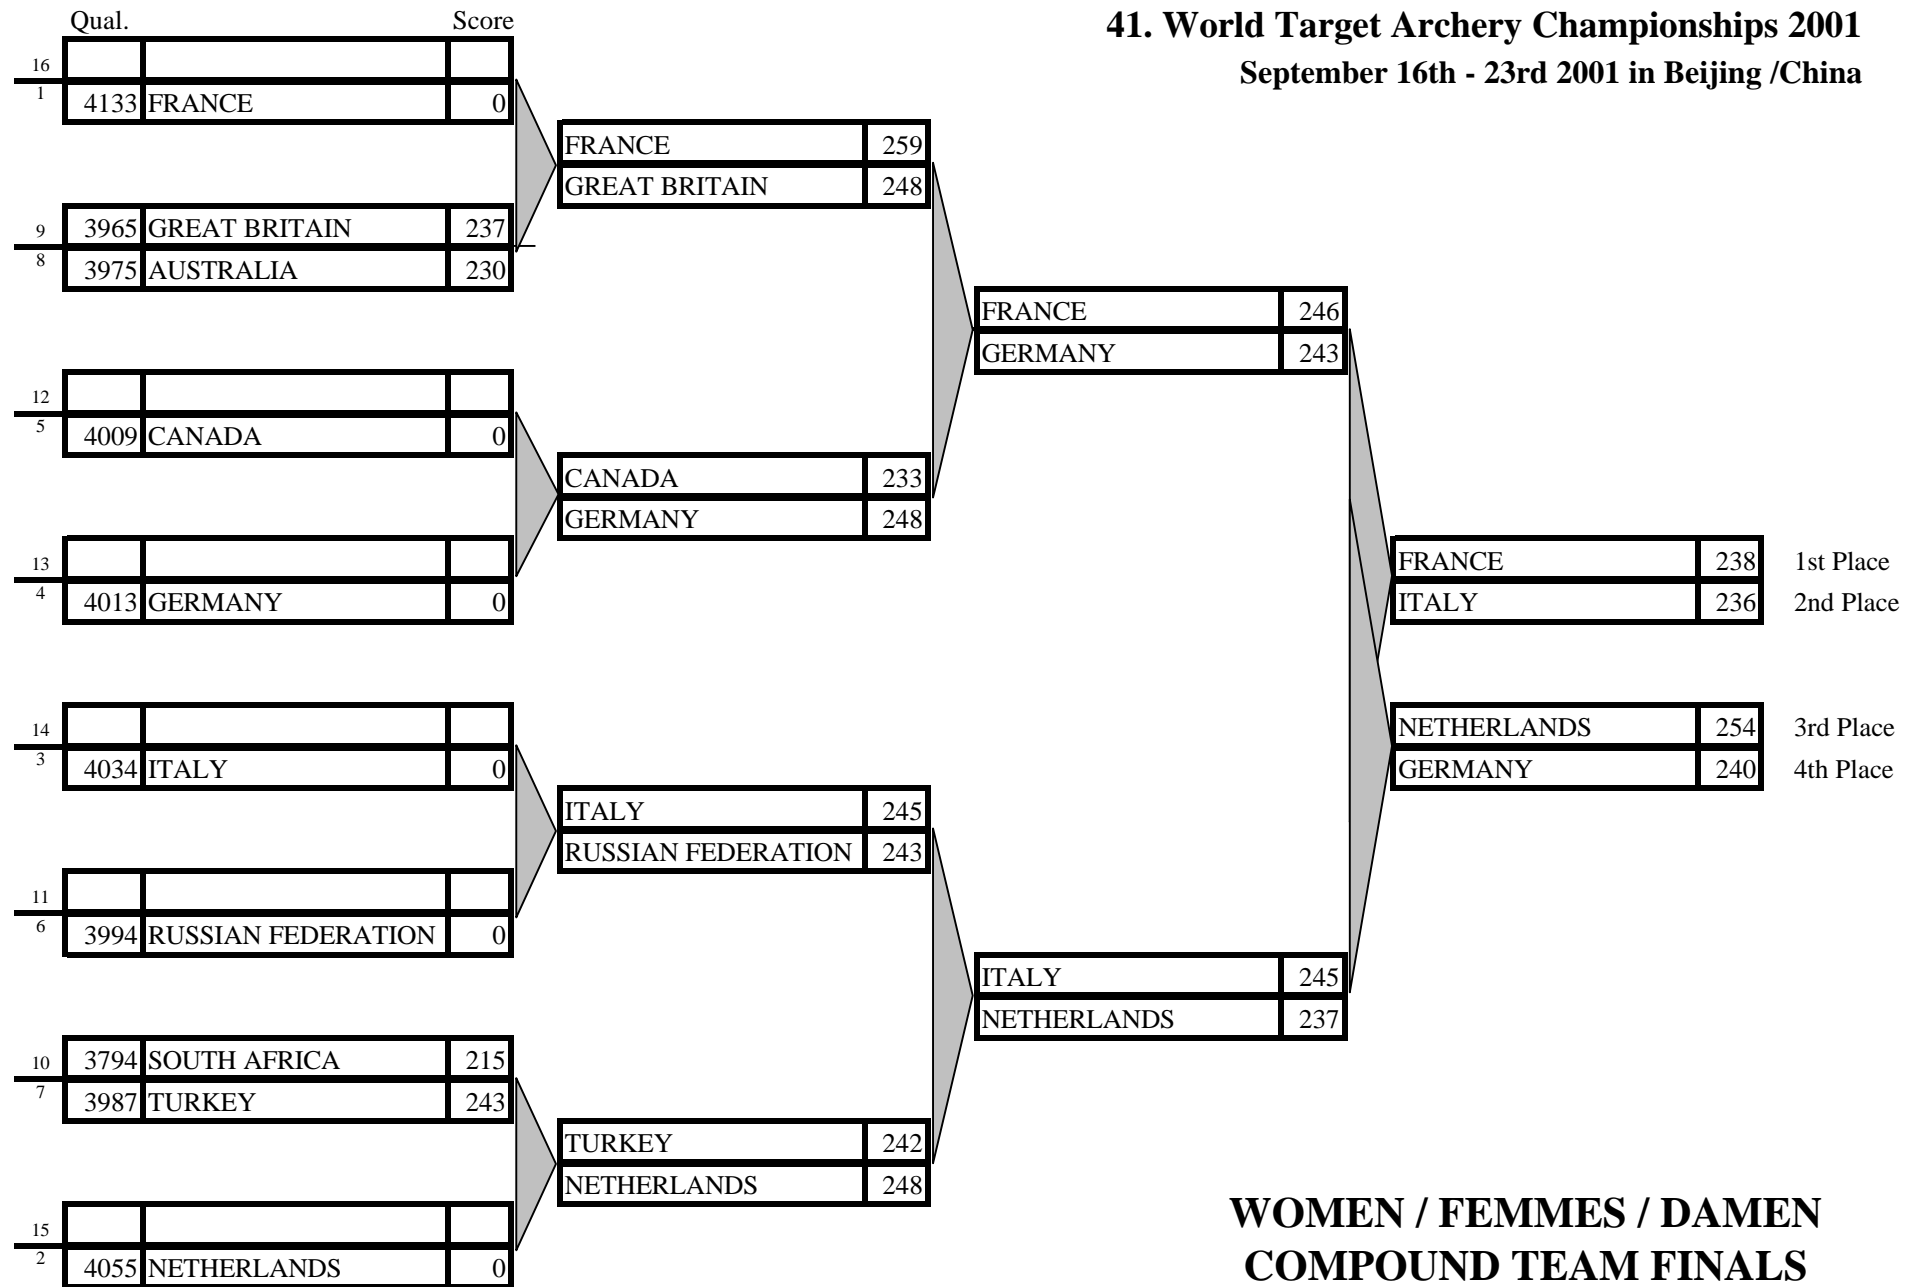 Qual. Score
41. World Target Archery Championships 2001
September 16th - 23rd 2001 in Beijing /China
16
1 4133 FRANCE 0
9 3965 GREAT BRITAIN 237
8 3975 AUSTRALIA 230
12
5 4009 CANADA 0
13
4 4013 GERMANY 0
14
3 4034 ITALY 0
11
6 3994 RUSSIAN FEDERATION 0
10 3794 SOUTH AFRICA 215
7 3987 TURKEY 243
15
2 4055 NETHERLANDS 0
FRANCE 259
GREAT BRITAIN 248
CANADA 233
GERMANY 248
ITALY 245
RUSSIAN FEDERATION 243
TURKEY 242
NETHERLANDS 248
FRANCE 246
GERMANY 243
ITALY 245
NETHERLANDS 237
FRANCE 238 1st Place
ITALY 236 2nd Place
NETHERLANDS 254 3rd Place
GERMANY 240 4th Place
WOMEN / FEMMES / DAMEN
COMPOUND TEAM FINALS